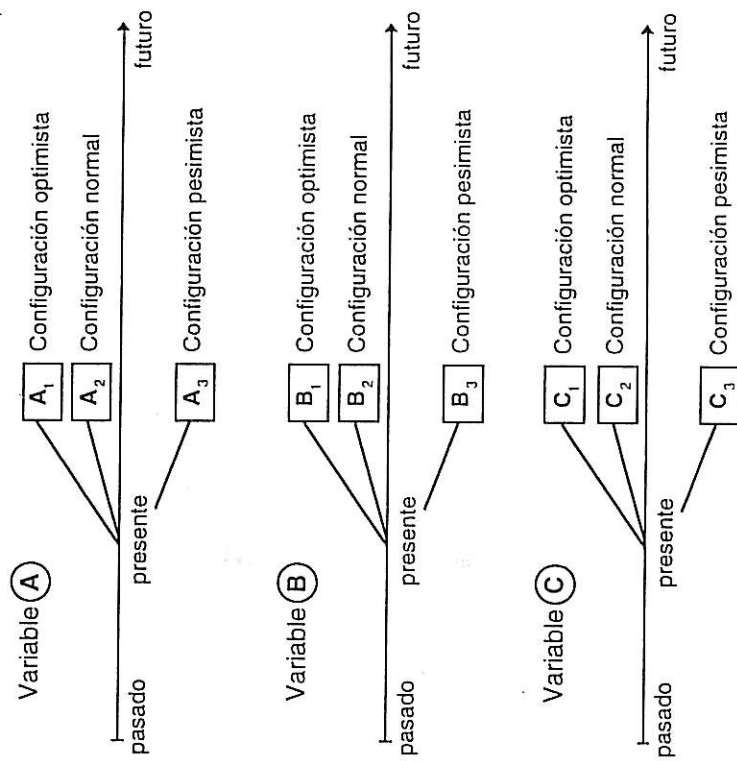 Variable A
A1 Configuración optimista
A2 Configuración normal
pasado presente futuro
A3 Configuración pesimista
Variable B
B1 Configuración optimista
B2 Configuración normal
pasado presente futuro
B3 Configuración pesimista
Variable C
C1 Configuración optimista
C2 Configuración normal
pasado presente futuro
C3 Configuración pesimista